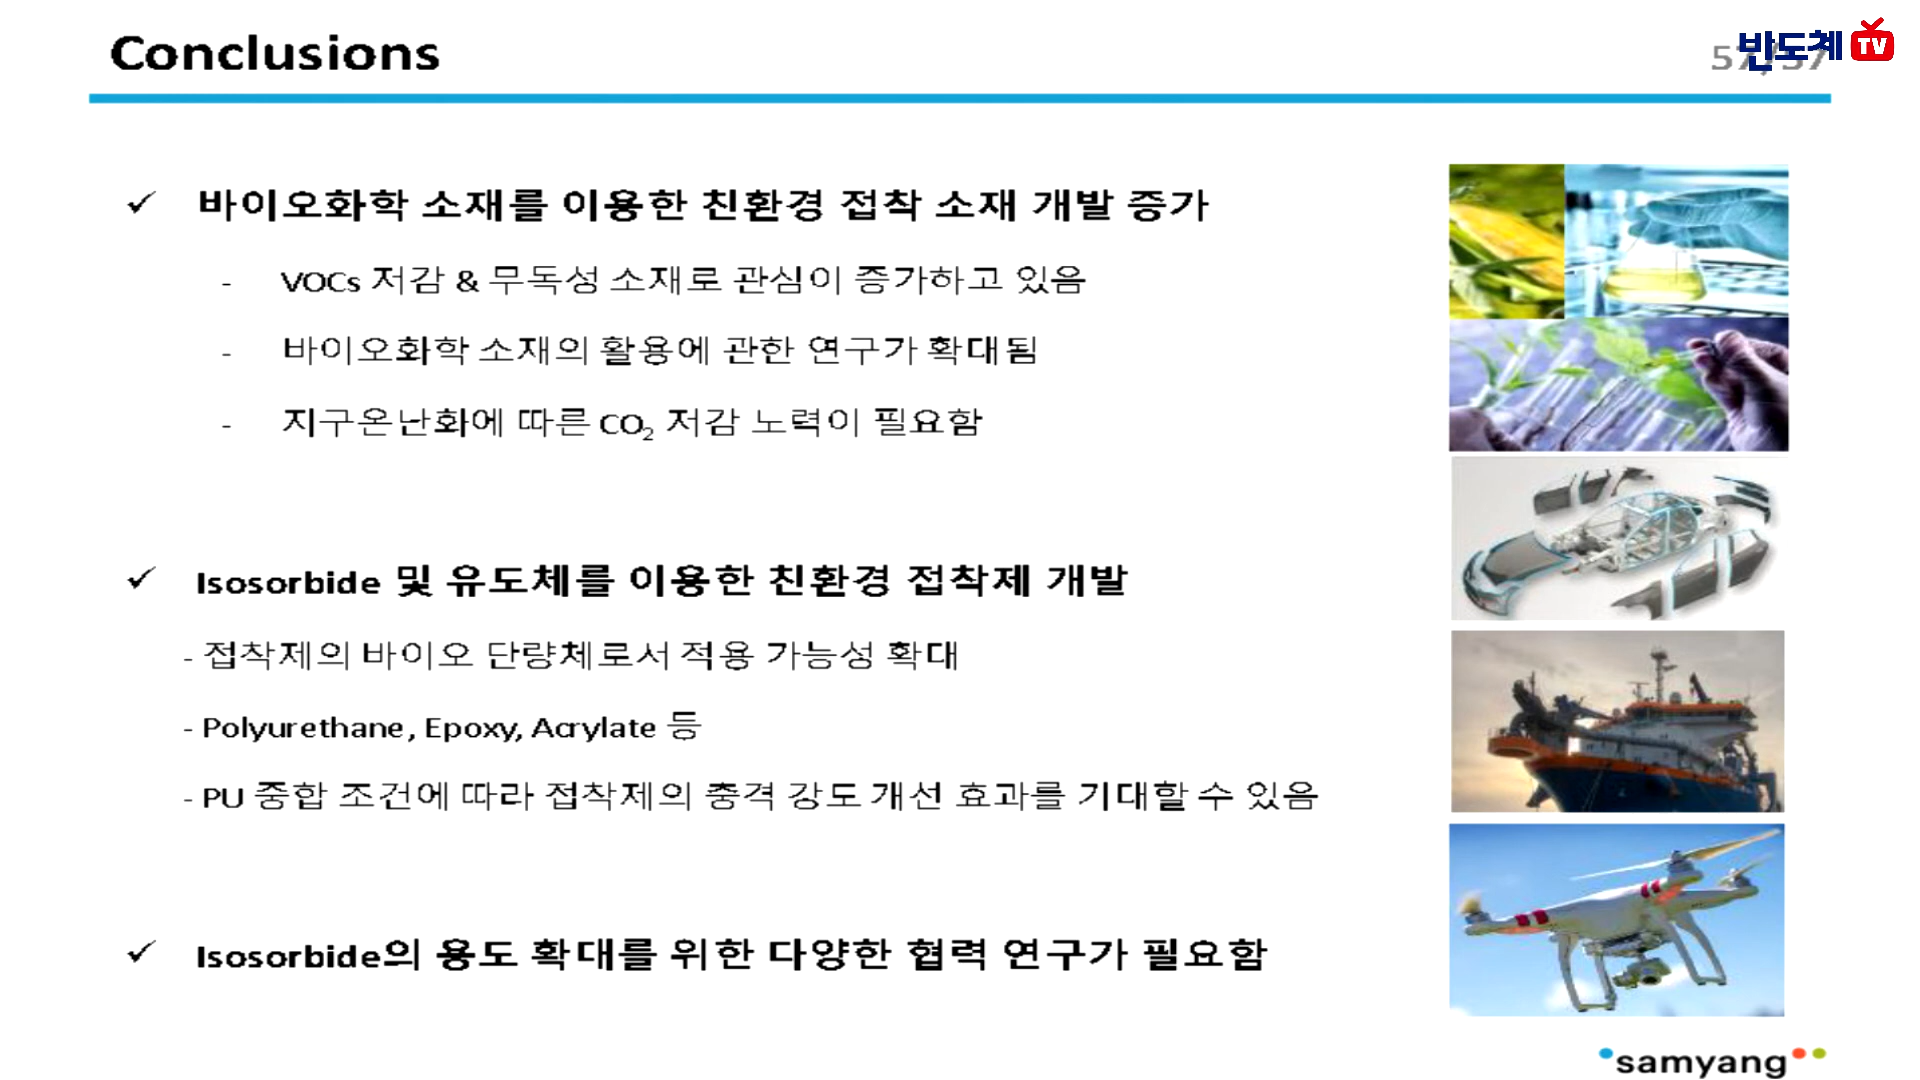 Conclusions
57/57
반도체 TV
✓ 바이오화학 소재를 이용한 친환경 접착 소재 개발 증가
- VOCs 저감 & 무독성 소재로 관심이 증가하고 있음
- 바이오화학 소재의 활용에 관한 연구가 확대됨
- 지구온난화에 따른 CO₂ 저감 노력이 필요함
✓ Isosorbide 및 유도체를 이용한 친환경 접착제 개발
- 접착제의 바이오 단량체로서 적용 가능성 확대
- Polyurethane, Epoxy, Acrylate 등
- PU 중합 조건에 따라 접착제의 충격 강도 개선 효과를 기대할 수 있음
✓ Isosorbide의 용도 확대를 위한 다양한 협력 연구가 필요함
samyang